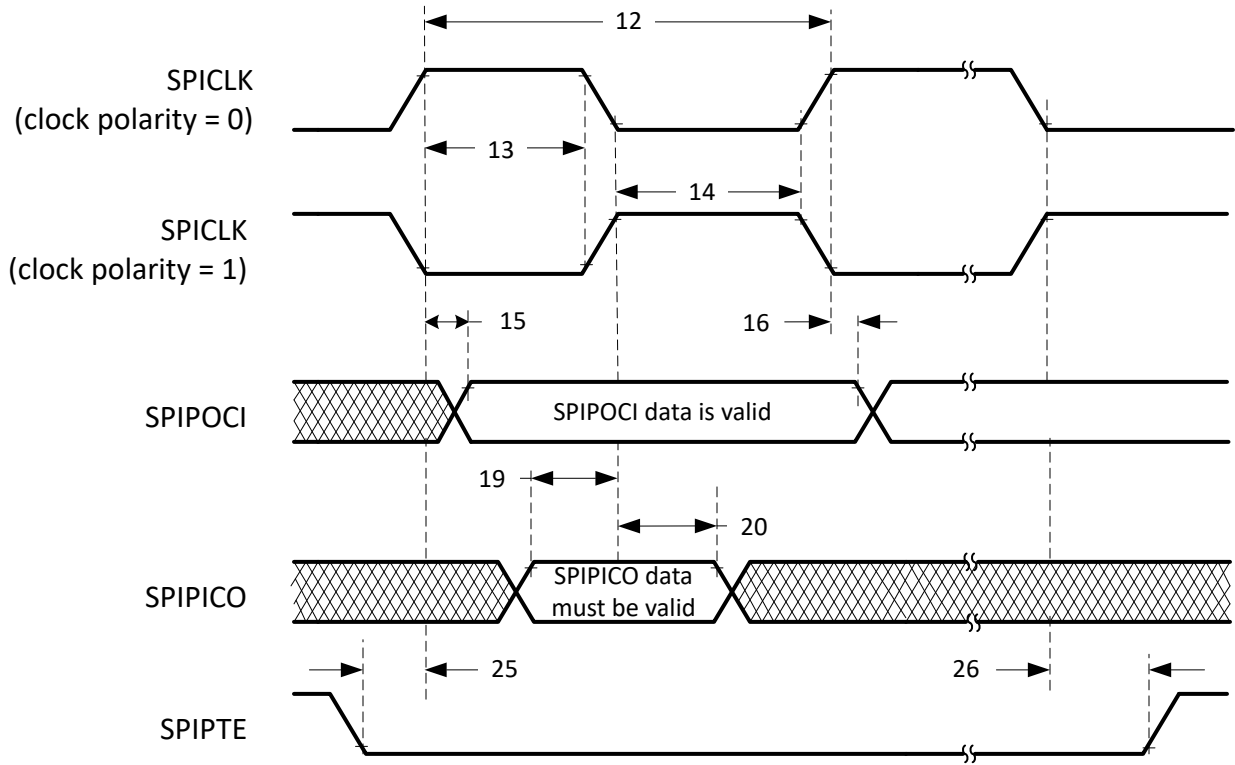 12
SPICLK
(clock polarity = 0)
13
14
SPICLK
(clock polarity = 1)
15
16
SPIPOCI
SPIPOCI data is valid
19
20
SPIPICO
SPIPICO data
must be valid
25
26
SPIPTE